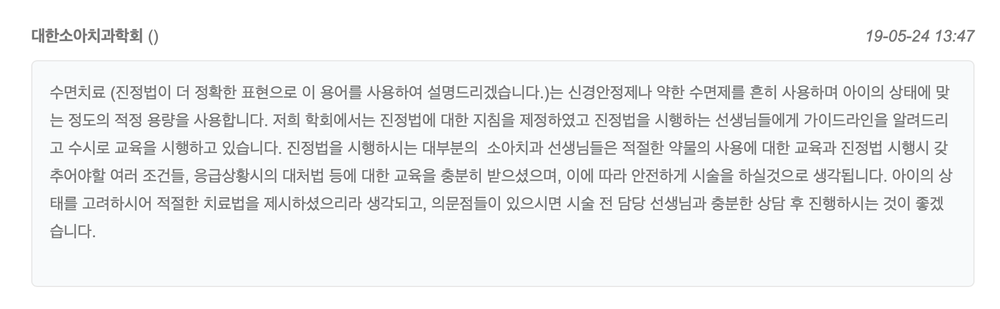 대한소아치과학회 ()
19-05-24 13:47
수면치료 (진정법이 더 정확한 표현으로 이 용어를 사용하여 설명드리겠습니다.)는 신경안정제나 약한 수면제를 흔히 사용하며 아이의 상태에 맞
는 정도의 적정 용량을 사용합니다. 저희 학회에서는 진정법에 대한 지침을 제정하였고 진정법을 시행하는 선생님들에게 가이드라인을 알려드리
고 수시로 교육을 시행하고 있습니다. 진정법을 시행하시는 대부분의  소아치과 선생님들은 적절한 약물의 사용에 대한 교육과 진정법 시행시 갖
추어야할 여러 조건들, 응급상황시의 대처법 등에 대한 교육을 충분히 받으셨으며, 이에 따라 안전하게 시술을 하실것으로 생각됩니다. 아이의 상
태를 고려하시어 적절한 치료법을 제시하셨으리라 생각되고, 의문점들이 있으시면 시술 전 담당 선생님과 충분한 상담 후 진행하시는 것이 좋겠
습니다.